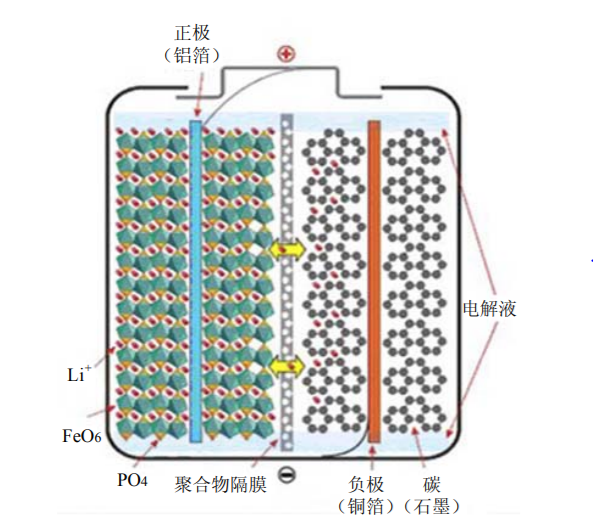 正极
（铝箔）
+
电解液
Li⁺
FeO6
PO4
聚合物隔膜
−
负极
（铜箔）
碳
（石墨）